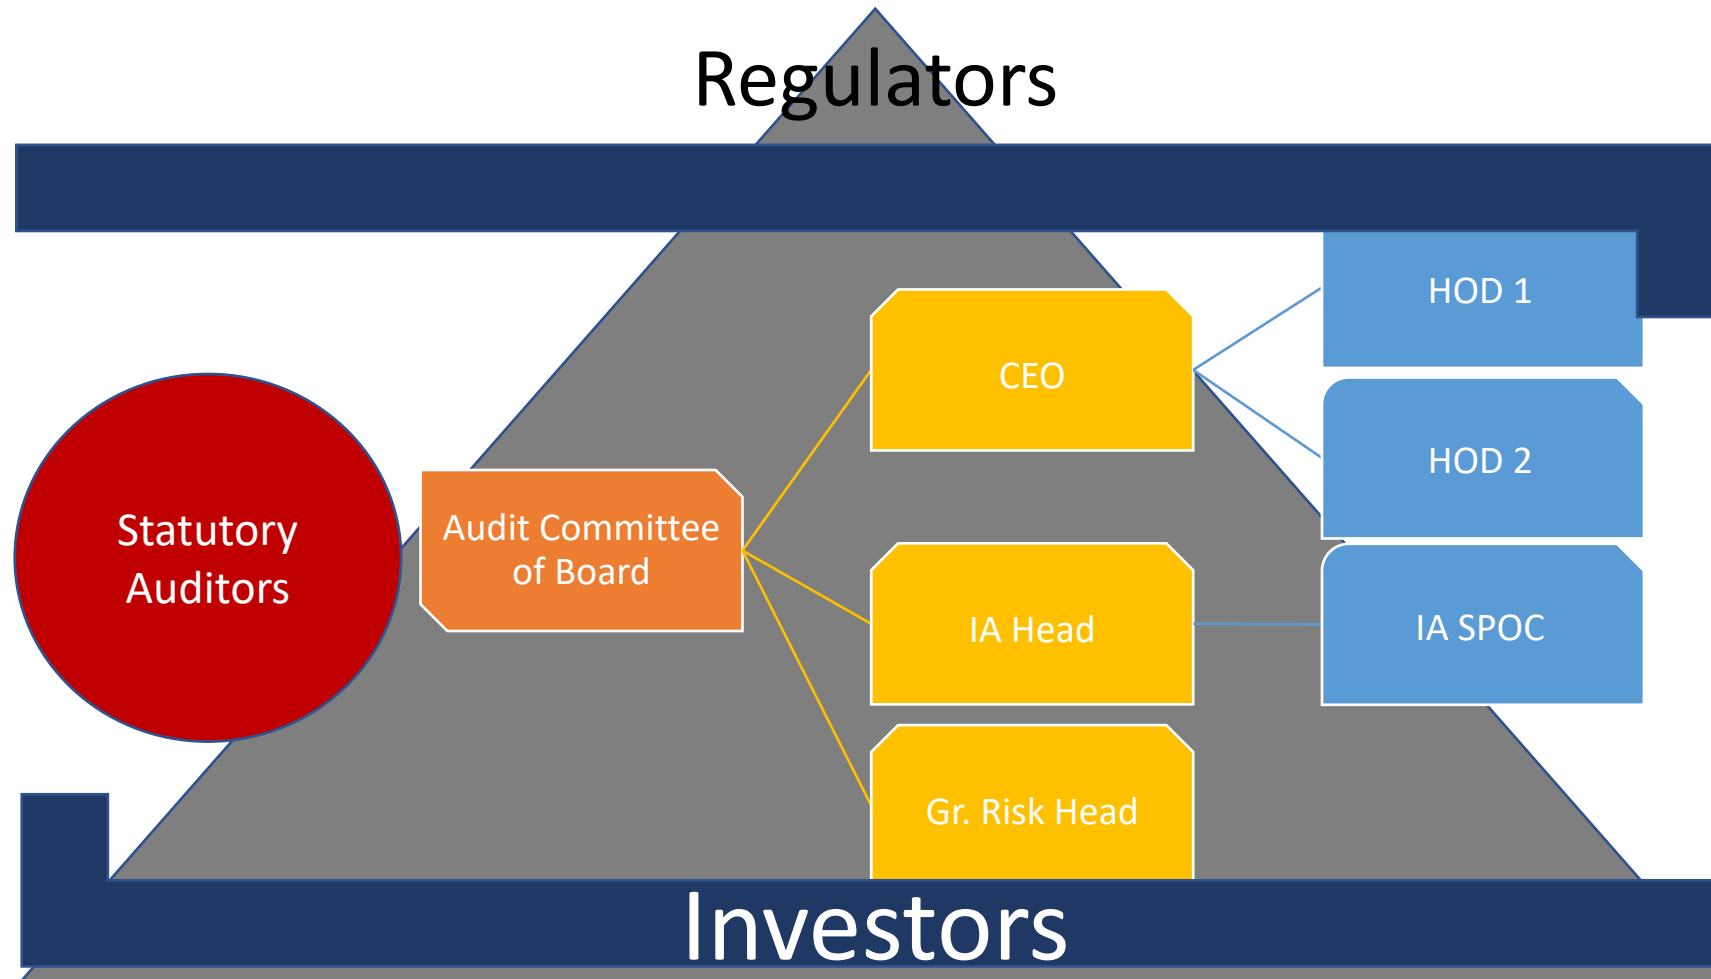 Regulators
HOD 1
CEO
HOD 2
Statutory
Auditors
Audit Committee
of Board
IA Head
IA SPOC
Gr. Risk Head
Investors